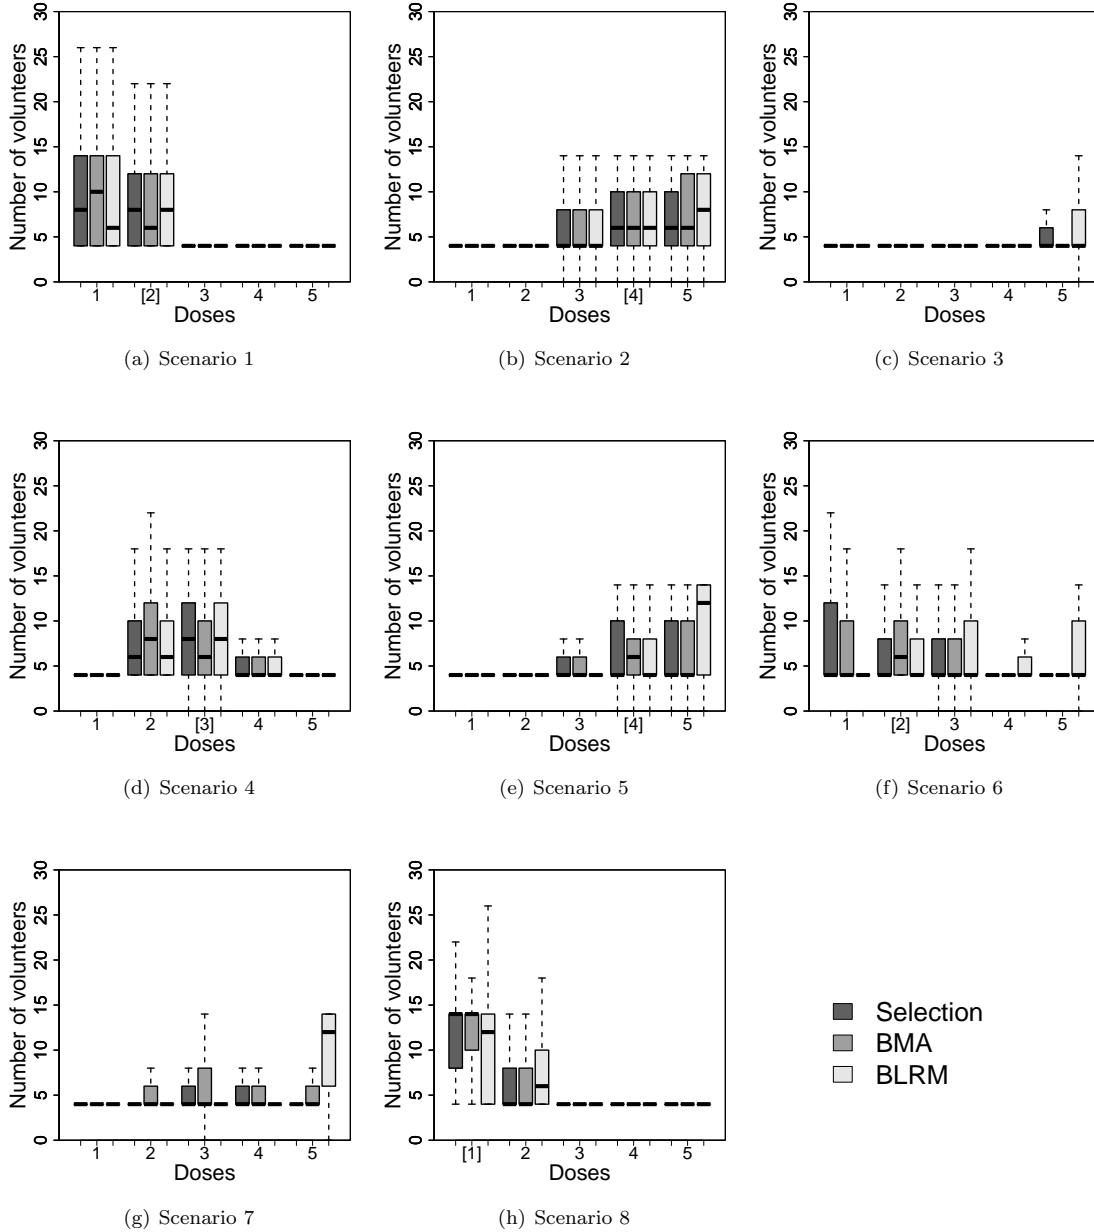 Number of volunteers
0 5 10 15 20 25 30
1 [2] 3 4 5
Doses
(a) Scenario 1
Number of volunteers
0 5 10 15 20 25 30
1 2 3 [4] 5
Doses
(b) Scenario 2
Number of volunteers
0 5 10 15 20 25 30
1 2 3 4 5
Doses
(c) Scenario 3
Number of volunteers
0 5 10 15 20 25 30
1 2 [3] 4 5
Doses
(d) Scenario 4
Number of volunteers
0 5 10 15 20 25 30
1 2 3 [4] 5
Doses
(e) Scenario 5
Number of volunteers
0 5 10 15 20 25 30
1 [2] 3 4 5
Doses
(f) Scenario 6
Number of volunteers
0 5 10 15 20 25 30
1 2 3 4 5
Doses
(g) Scenario 7
Number of volunteers
0 5 10 15 20 25 30
[1] 2 3 4 5
Doses
(h) Scenario 8
Selection
BMA
BLRM